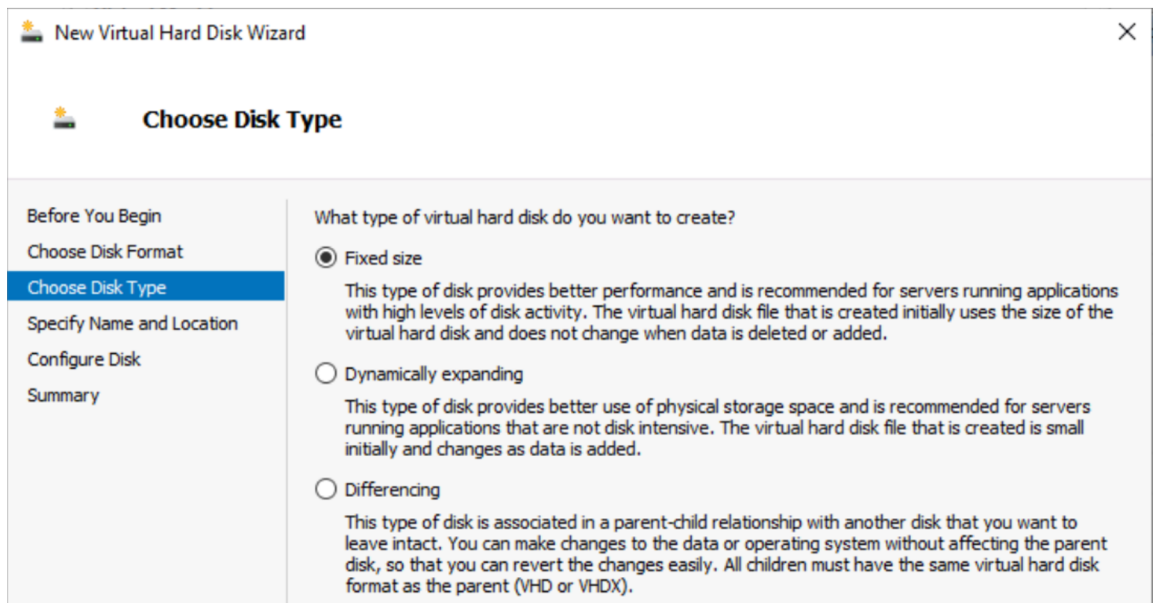 New Virtual Hard Disk Wizard
Choose Disk Type
Before You Begin
Choose Disk Format
Choose Disk Type
Specify Name and Location
Configure Disk
Summary
What type of virtual hard disk do you want to create?
Fixed size
This type of disk provides better performance and is recommended for servers running applications
with high levels of disk activity. The virtual hard disk file that is created initially uses the size of the
virtual hard disk and does not change when data is deleted or added.
Dynamically expanding
This type of disk provides better use of physical storage space and is recommended for servers
running applications that are not disk intensive. The virtual hard disk file that is created is small
initially and changes as data is added.
Differencing
This type of disk is associated in a parent-child relationship with another disk that you want to
leave intact. You can make changes to the data or operating system without affecting the parent
disk, so that you can revert the changes easily. All children must have the same virtual hard disk
format as the parent (VHD or VHDX).